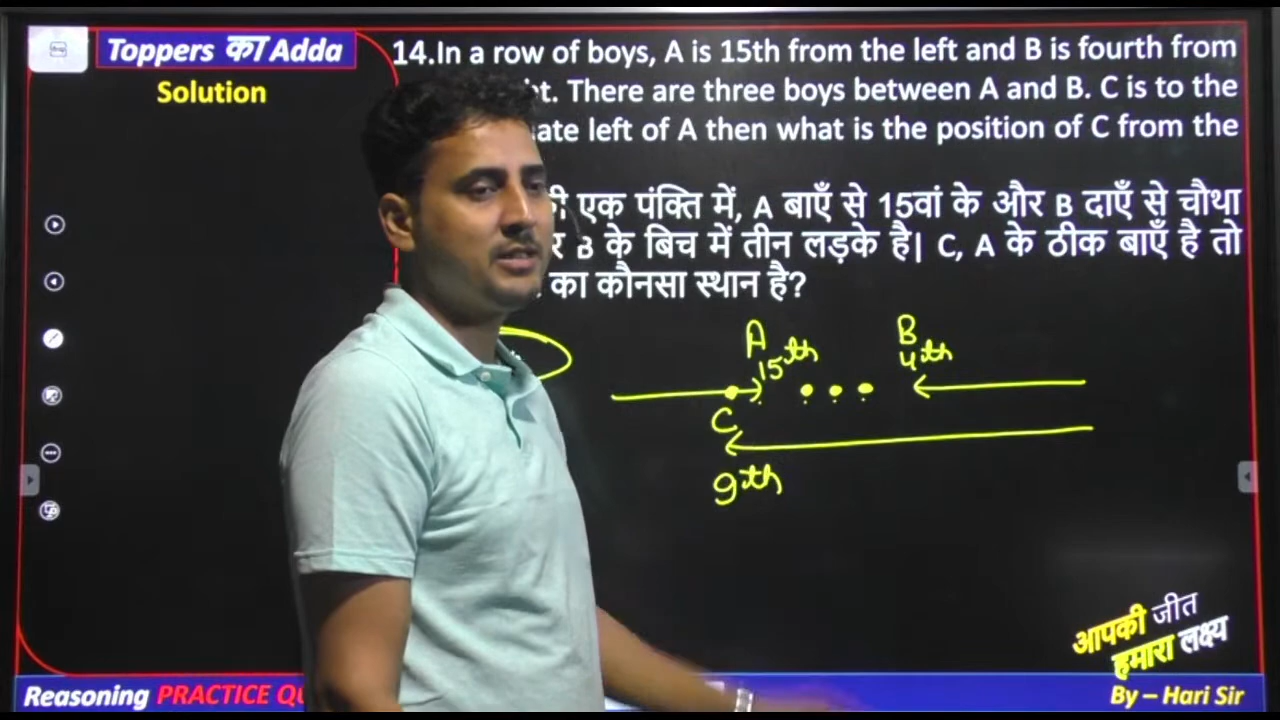 Toppers का Adda
Solution
14.In a row of boys, A is 15th from the left and B is fourth from
There are three boys between A and B. C is to the
left of A then what is the position of C from the
एक पंक्ति में, A बाएँ से 15वां के और B दाएँ से चौथा
B के बिच में तीन लड़के है| C, A के ठीक बाएँ है तो
का कौनसा स्थान है?
A B
15th 4th
C
9th
आपकी जीत
हमारा लक्ष्य
Reasoning PRACTICE
By – Hari Sir